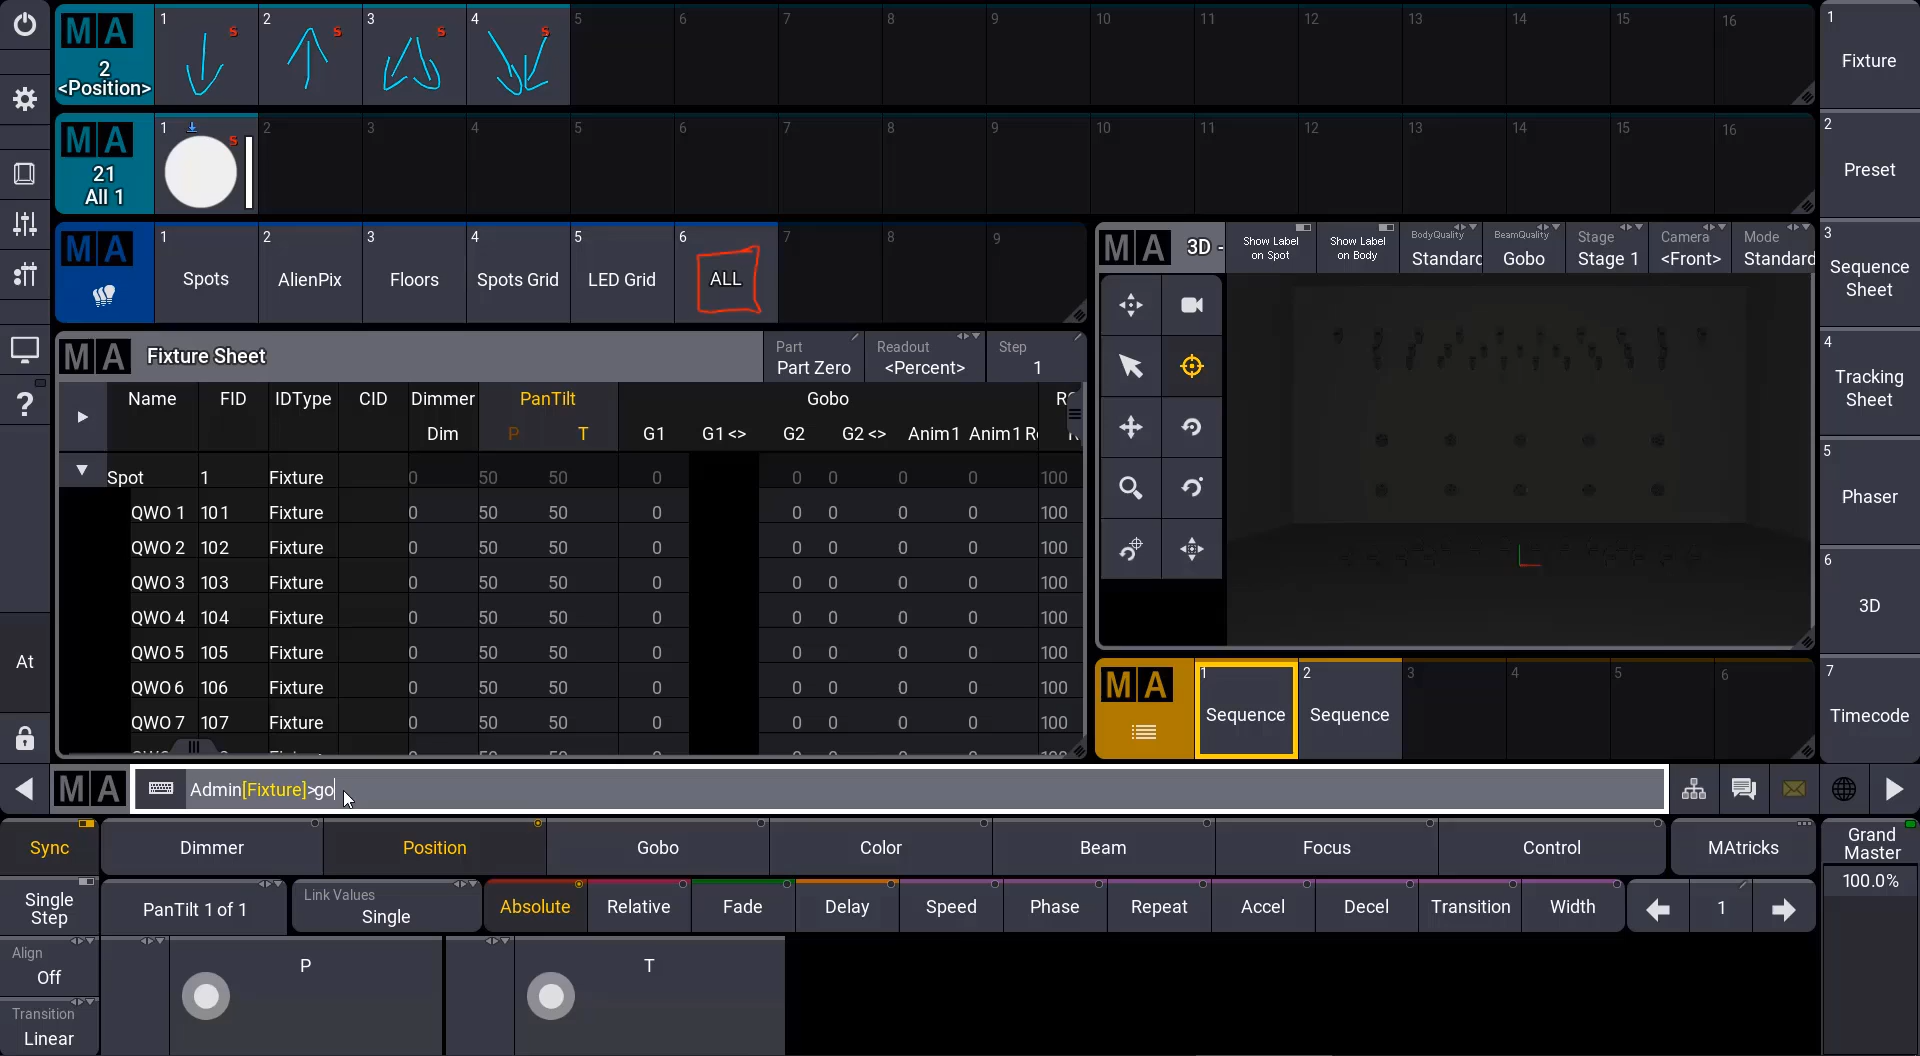 MA
2
<Position>
1 S
2 S
3 S
4 S
5
6
7
8
9
10
11
12
13
14
15
16
MA
21
All 1
1 S
2
3
4
5
6
7
8
9
10
11
12
13
14
15
16
MA
1
Spots
2
AlienPix
3
Floors
4
Spots Grid
5
LED Grid
6
ALL
7
8
9
MA
3D -
Show Label
on Spot
Show Label
on Body
BodyQuality
Standard
BeamQuality
Gobo
Stage
Stage 1
Camera
<Front>
Mode
Standard
MA Fixture Sheet
Part
Part Zero
Readout
<Percent>
Step
1
Name FID IDType CID Dimmer PanTilt Gobo
Dim P T G1 G1 <> G2 G2 <> Anim1
Spot 1 Fixture 0 50 50 0 0 0 0 0 100
QWO 1 101 Fixture 0 50 50 0 0 0 0 0 100
QWO 2 102 Fixture 0 50 50 0 0 0 0 0 100
QWO 3 103 Fixture 0 50 50 0 0 0 0 0 100
QWO 4 104 Fixture 0 50 50 0 0 0 0 0 100
QWO 5 105 Fixture 0 50 50 0 0 0 0 0 100
QWO 6 106 Fixture 0 50 50 0 0 0 0 0 100
QWO 7 107 Fixture 0 50 50 0 0 0 0 0 100
MA
1
Sequence
2
Sequence
3
4
5
6
1
Fixture
2
Preset
3
Sequence
Sheet
4
Tracking
Sheet
5
Phaser
6
3D
7
Timecode
?
At
MA
Admin[Fixture]>go
Sync
Dimmer
Position
Gobo
Color
Beam
Focus
Control
MAtricks
Grand
Master
100.0%
Single
Step
PanTilt 1 of 1
Link Values
Single
Absolute
Relative
Fade
Delay
Speed
Phase
Repeat
Accel
Decel
Transition
Width
1
Align
Off
P
T
Transition
Linear